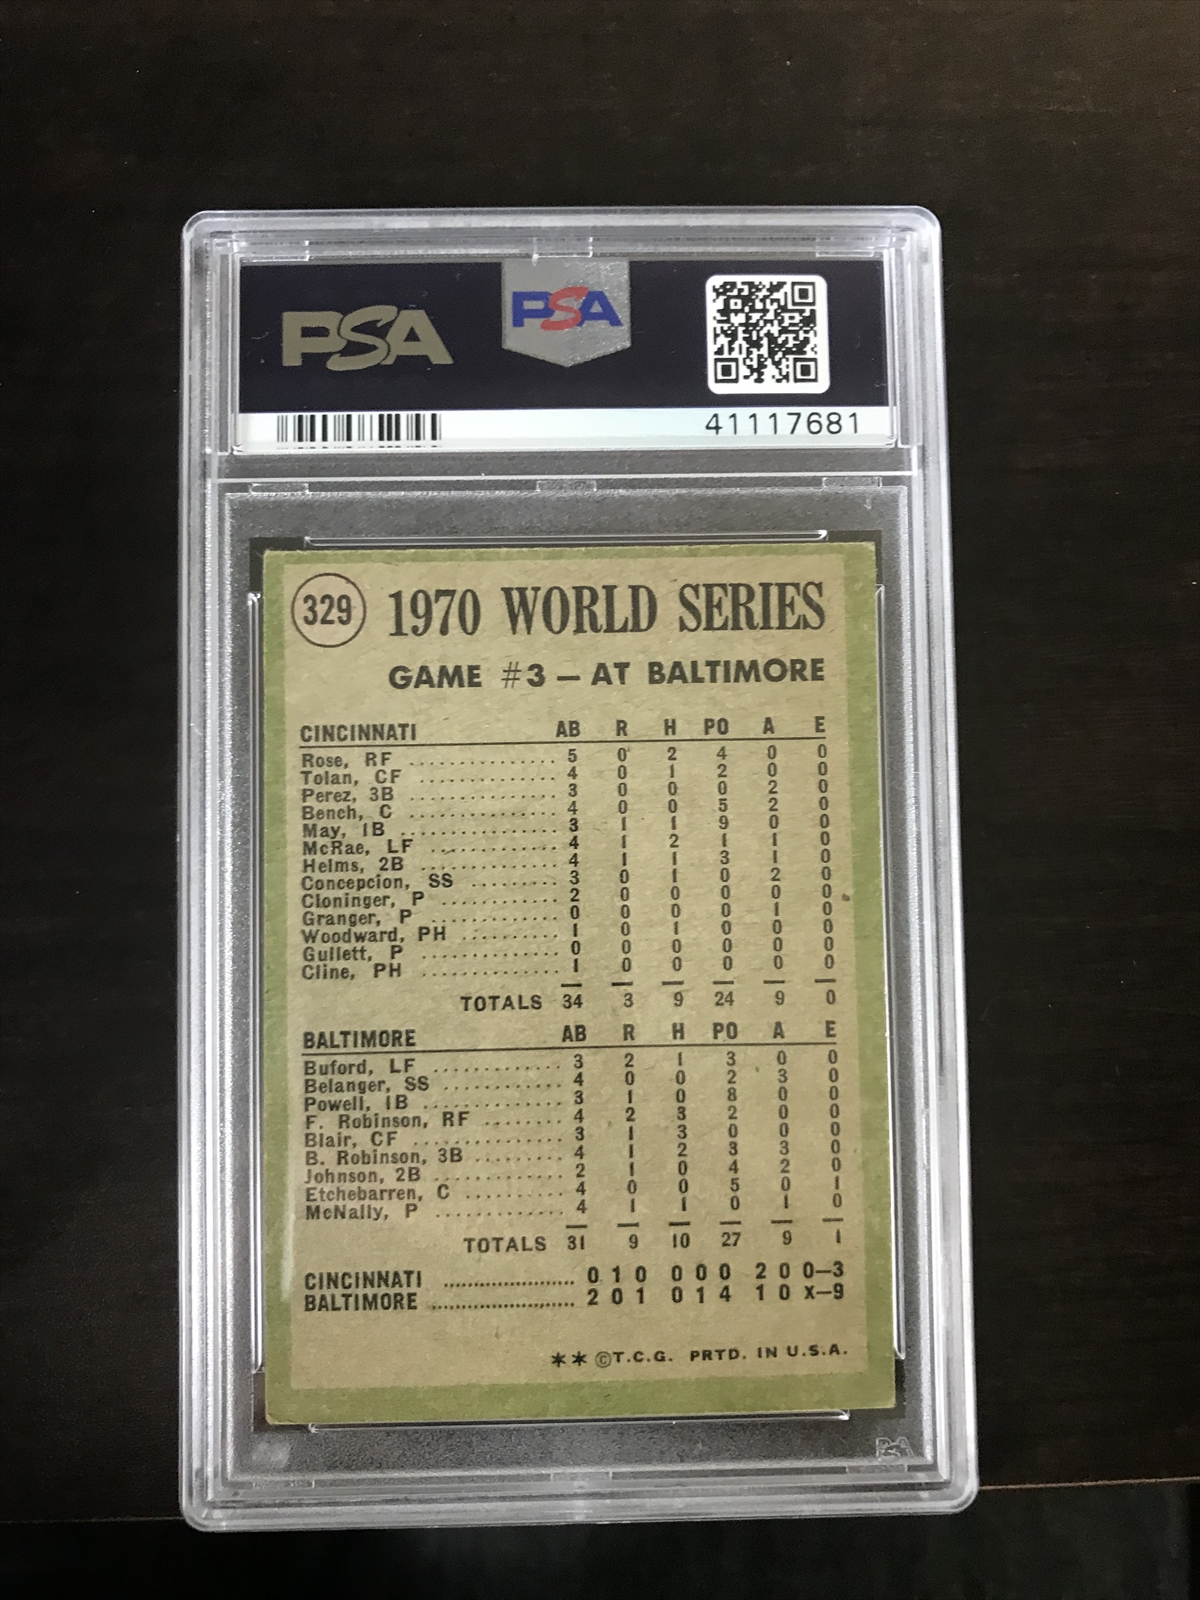 PSA
PSA
41117681
329 1970 WORLD SERIES
GAME #3 — AT BALTIMORE
CINCINNATI AB R H PO A E
Rose, RF .............. 5 0 2 4 0 0
Tolan, CF .............. 4 0 1 2 0 0
Perez, 3B .............. 3 0 0 0 2 0
Bench, C .............. 4 0 0 5 2 0
May, 1B .............. 3 1 1 9 0 0
McRae, LF .............. 4 1 2 1 1 0
Helms, 2B .............. 4 1 1 3 1 0
Concepcion, SS ......... 3 0 1 0 2 0
Cloninger, P ............ 2 0 0 0 0 0
Granger, P ............. 0 0 0 0 1 0
Woodward, PH .......... 1 0 1 0 0 0
Gullett, P .............. 0 0 0 0 0 0
Cline, PH .............. 1 0 0 0 0 0
TOTALS 34 3 9 24 9 0
BALTIMORE AB R H PO A E
Buford, LF ............. 3 2 1 3 0 0
Belanger, SS ............ 4 0 0 2 3 0
Powell, 1B .............. 3 1 0 8 0 0
F. Robinson, RF ........ 4 2 3 2 0 0
Blair, CF .............. 3 1 3 0 0 0
B. Robinson, 3B ......... 4 1 2 3 3 0
Johnson, 2B ............ 2 1 0 4 2 0
Etchebarren, C .......... 4 0 0 5 0 1
McNally, P ............. 4 1 1 0 1 0
TOTALS 31 9 10 27 9 1
CINCINNATI ...................... 0 1 0 0 0 0 2 0 0—3
BALTIMORE ........................ 2 0 1 0 1 4 1 0 x—9
** ©T.C.G. PRTD. IN U.S.A.